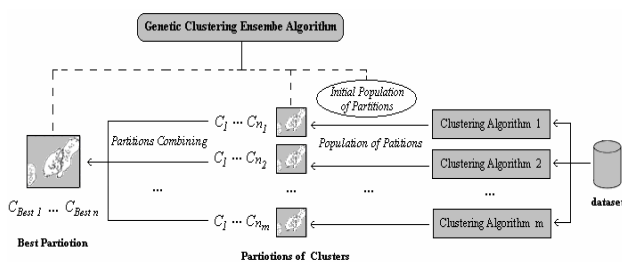 Genetic Clustering Ensembe Algorithm
Initial Population
of Partitions
C1 ... Cn1
Clustering Algorithm 1
Partitions Combining
Population of Patitions
C1 ... Cn2
Clustering Algorithm 2
...
...
...
...
dataset
CBest 1 ... CBest n
C1 ... Cnm
Clustering Algorithm m
Best Partiotion
Partiotions of Clusters